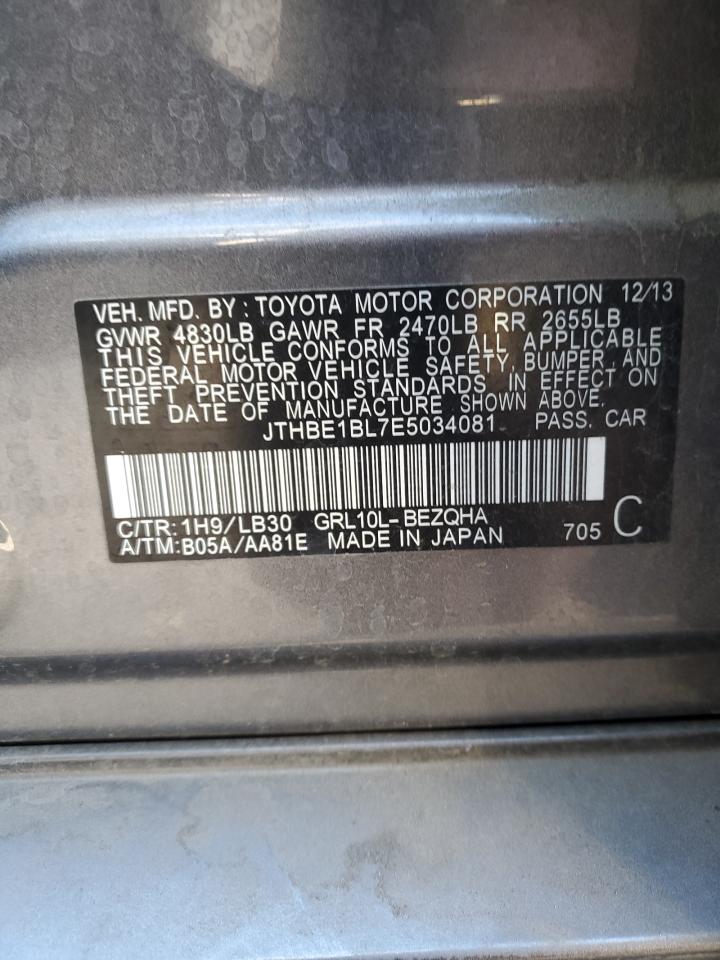 VEH. MFD. BY : TOYOTA MOTOR CORPORATION 12/13
GVWR 4830LB GAWR FR 2470LB RR 2655LB
THIS VEHICLE CONFORMS TO ALL APPLICABLE
FEDERAL MOTOR VEHICLE SAFETY, BUMPER, AND
THEFT PREVENTION STANDARDS IN EFFECT ON
THE DATE OF MANUFACTURE SHOWN ABOVE.
JTHBE1BL7E5034081 PASS. CAR
C/TR: 1H9/LB30 GRL10L-BEZQHA
A/TM: B05A/AA81E MADE IN JAPAN 705 C